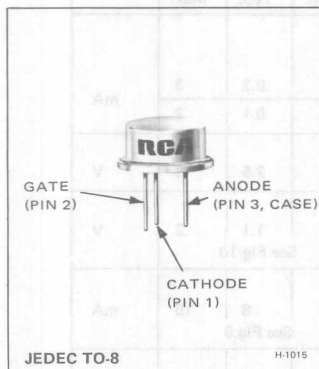 RCA
GATE
(PIN 2)
ANODE
(PIN 3, CASE)
CATHODE
(PIN 1)
JEDEC TO-8
H-1015